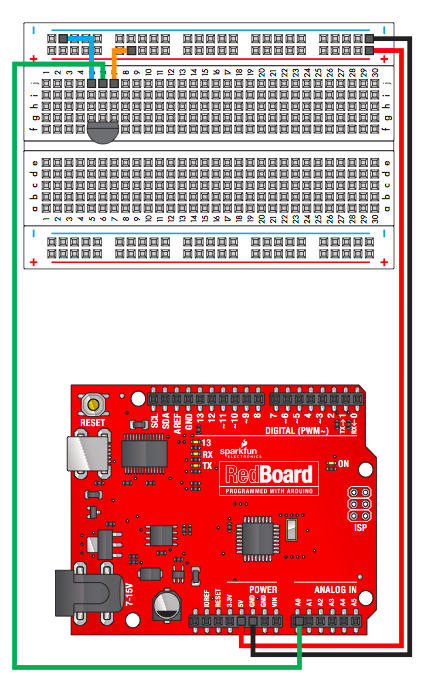 − −
+ +
1 2 3 4 5 6 7 8 9 10 11 12 13 14 15 16 17 18 19 20 21 22 23 24 25 26 27 28 29 30
j j
i i
h h
g g
f f
e e
d d
c c
b b
a a
1 2 3 4 5 6 7 8 9 10 11 12 13 14 15 16 17 18 19 20 21 22 23 24 25 26 27 28 29 30
− −
+ +
SCL SDA AREF GND 13 12 ~11 ~10 ~9 8 7 ~6 ~5 ~4 ~3 2 TX→1 RX←0
RESET
DIGITAL (PWM~)
13
RX
TX
sparkfun
ELECTRONICS
RedBoard
PROGRAMMED WITH ARDUINO
ON
ISP
7-15V
POWER
ANALOG IN
IOREF RESET 3.3V 5V GND GND VIN A0 A1 A2 A3 A4 A5